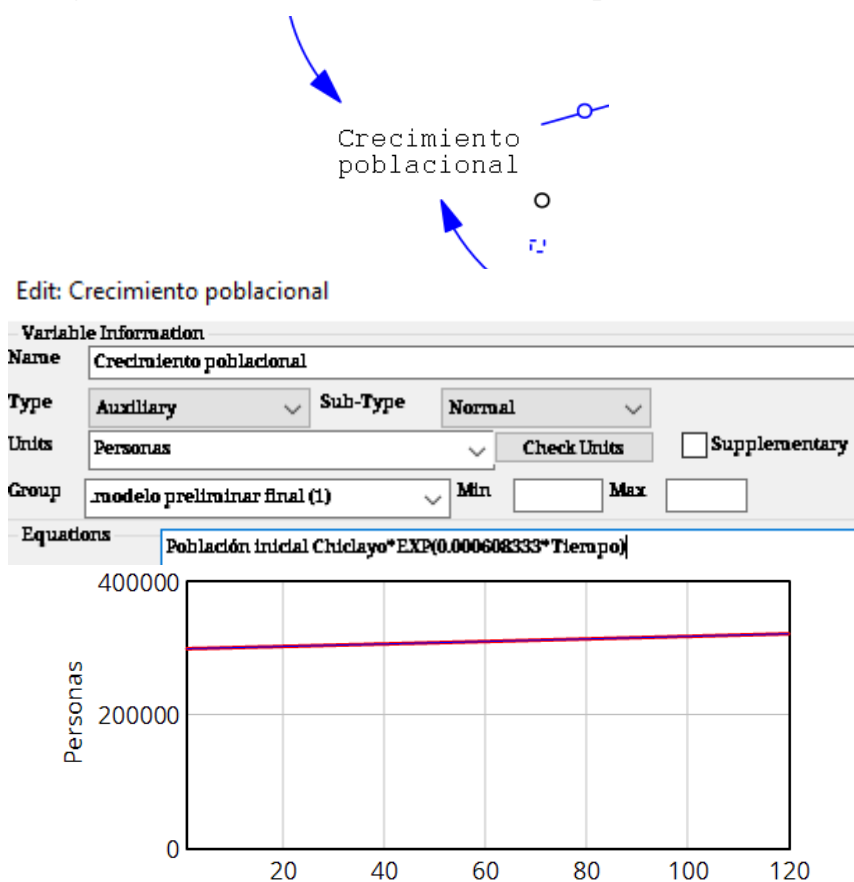 Crecimiento
poblacional
Edit: Crecimiento poblacional
Variable Information
Name Crecimiento poblacional
Type Auxiliary Sub-Type Normal
Units Personas Check Units Supplementary
Group .modelo preliminar final (1) Min Max
Equations Población inicial Chiclayo*EXP(0.000608333*Tiempo)
400000
200000
0
Personas
20 40 60 80 100 120